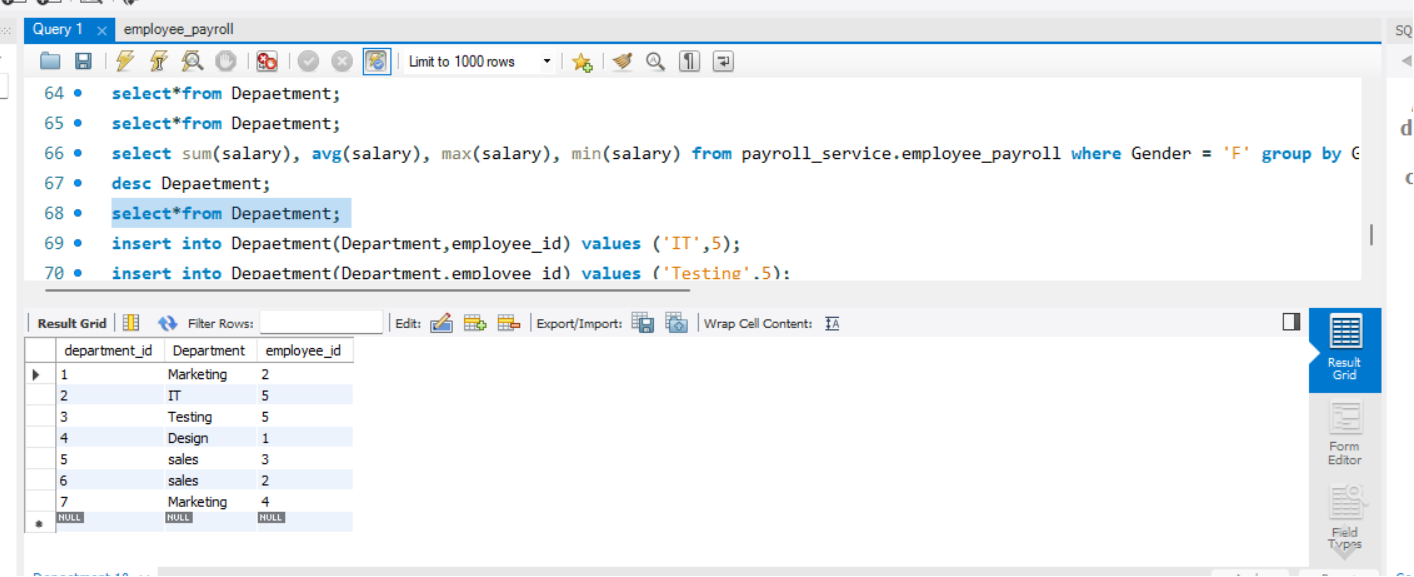 Query 1 × employee_payroll
SQ
Limit to 1000 rows
64 select*from Depaetment;
65 select*from Depaetment;
66 select sum(salary), avg(salary), max(salary), min(salary) from payroll_service.employee_payroll where Gender = 'F' group by G
67 desc Depaetment;
68 select*from Depaetment;
69 insert into Depaetment(Department,employee_id) values ('IT',5);
70 insert into Depaetment(Department,employee_id) values ('Testing',5);
Result Grid Filter Rows: Edit: Export/Import: Wrap Cell Content: IA
department_id Department employee_id
1 Marketing 2
2 IT 5
3 Testing 5
4 Design 1
5 sales 3
6 sales 2
7 Marketing 4
NULL NULL NULL
Result
Grid
Form
Editor
Field
Types